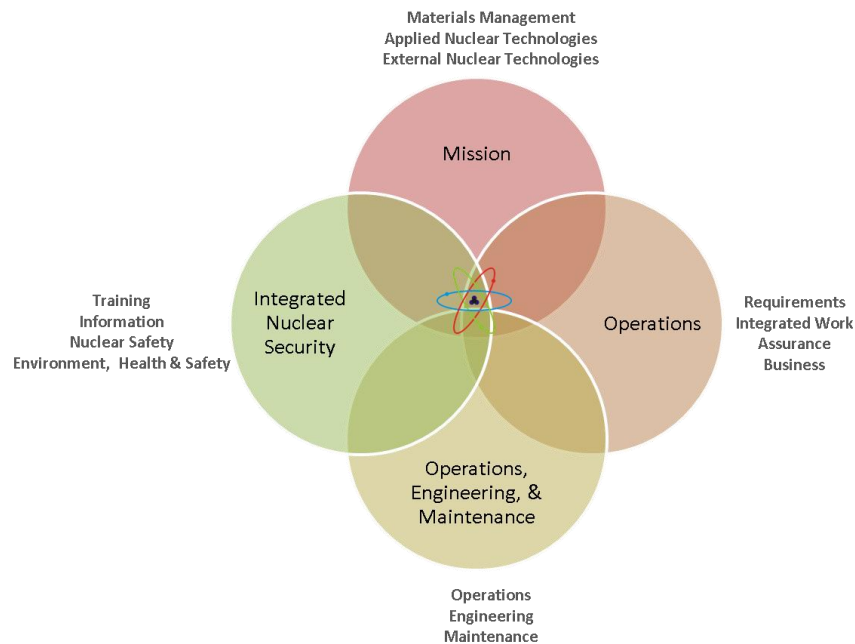 Materials Management
Applied Nuclear Technologies
External Nuclear Technologies
Mission
Training
Information
Nuclear Safety
Environment, Health & Safety
Integrated
Nuclear
Security
Operations
Requirements
Integrated Work
Assurance
Business
Operations,
Engineering, &
Maintenance
Operations
Engineering
Maintenance